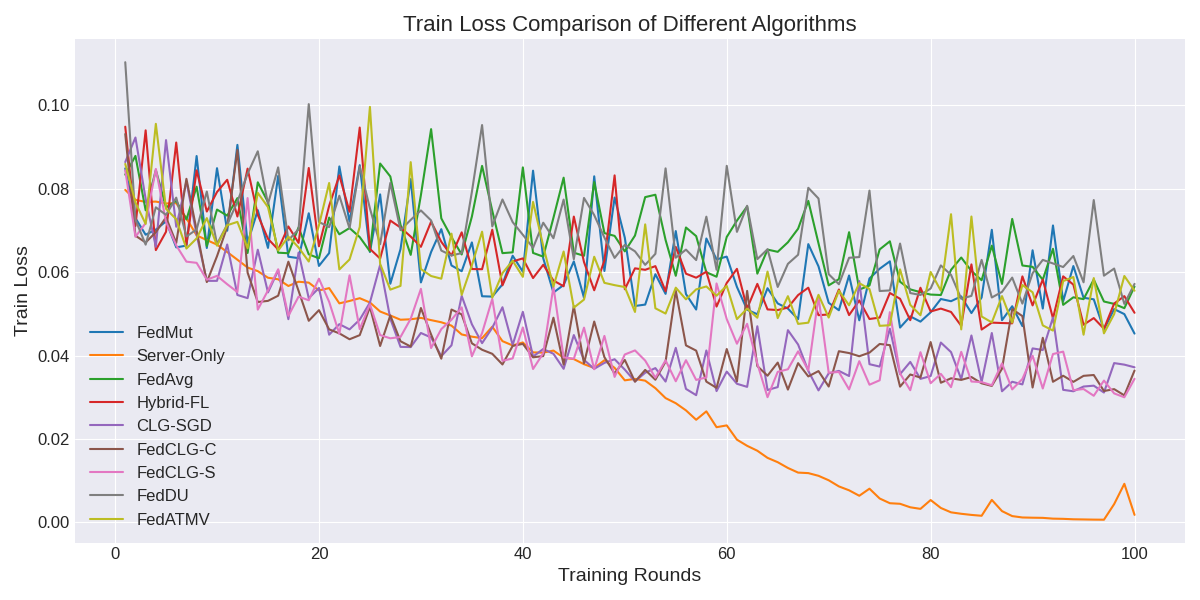 Train Loss Comparison of Different Algorithms
Train Loss
0.10
0.08
0.06
0.04
0.02
0.00
FedMut
Server-Only
FedAvg
Hybrid-FL
CLG-SGD
FedCLG-C
FedCLG-S
FedDU
FedATMV
0 20 40 60 80 100
Training Rounds